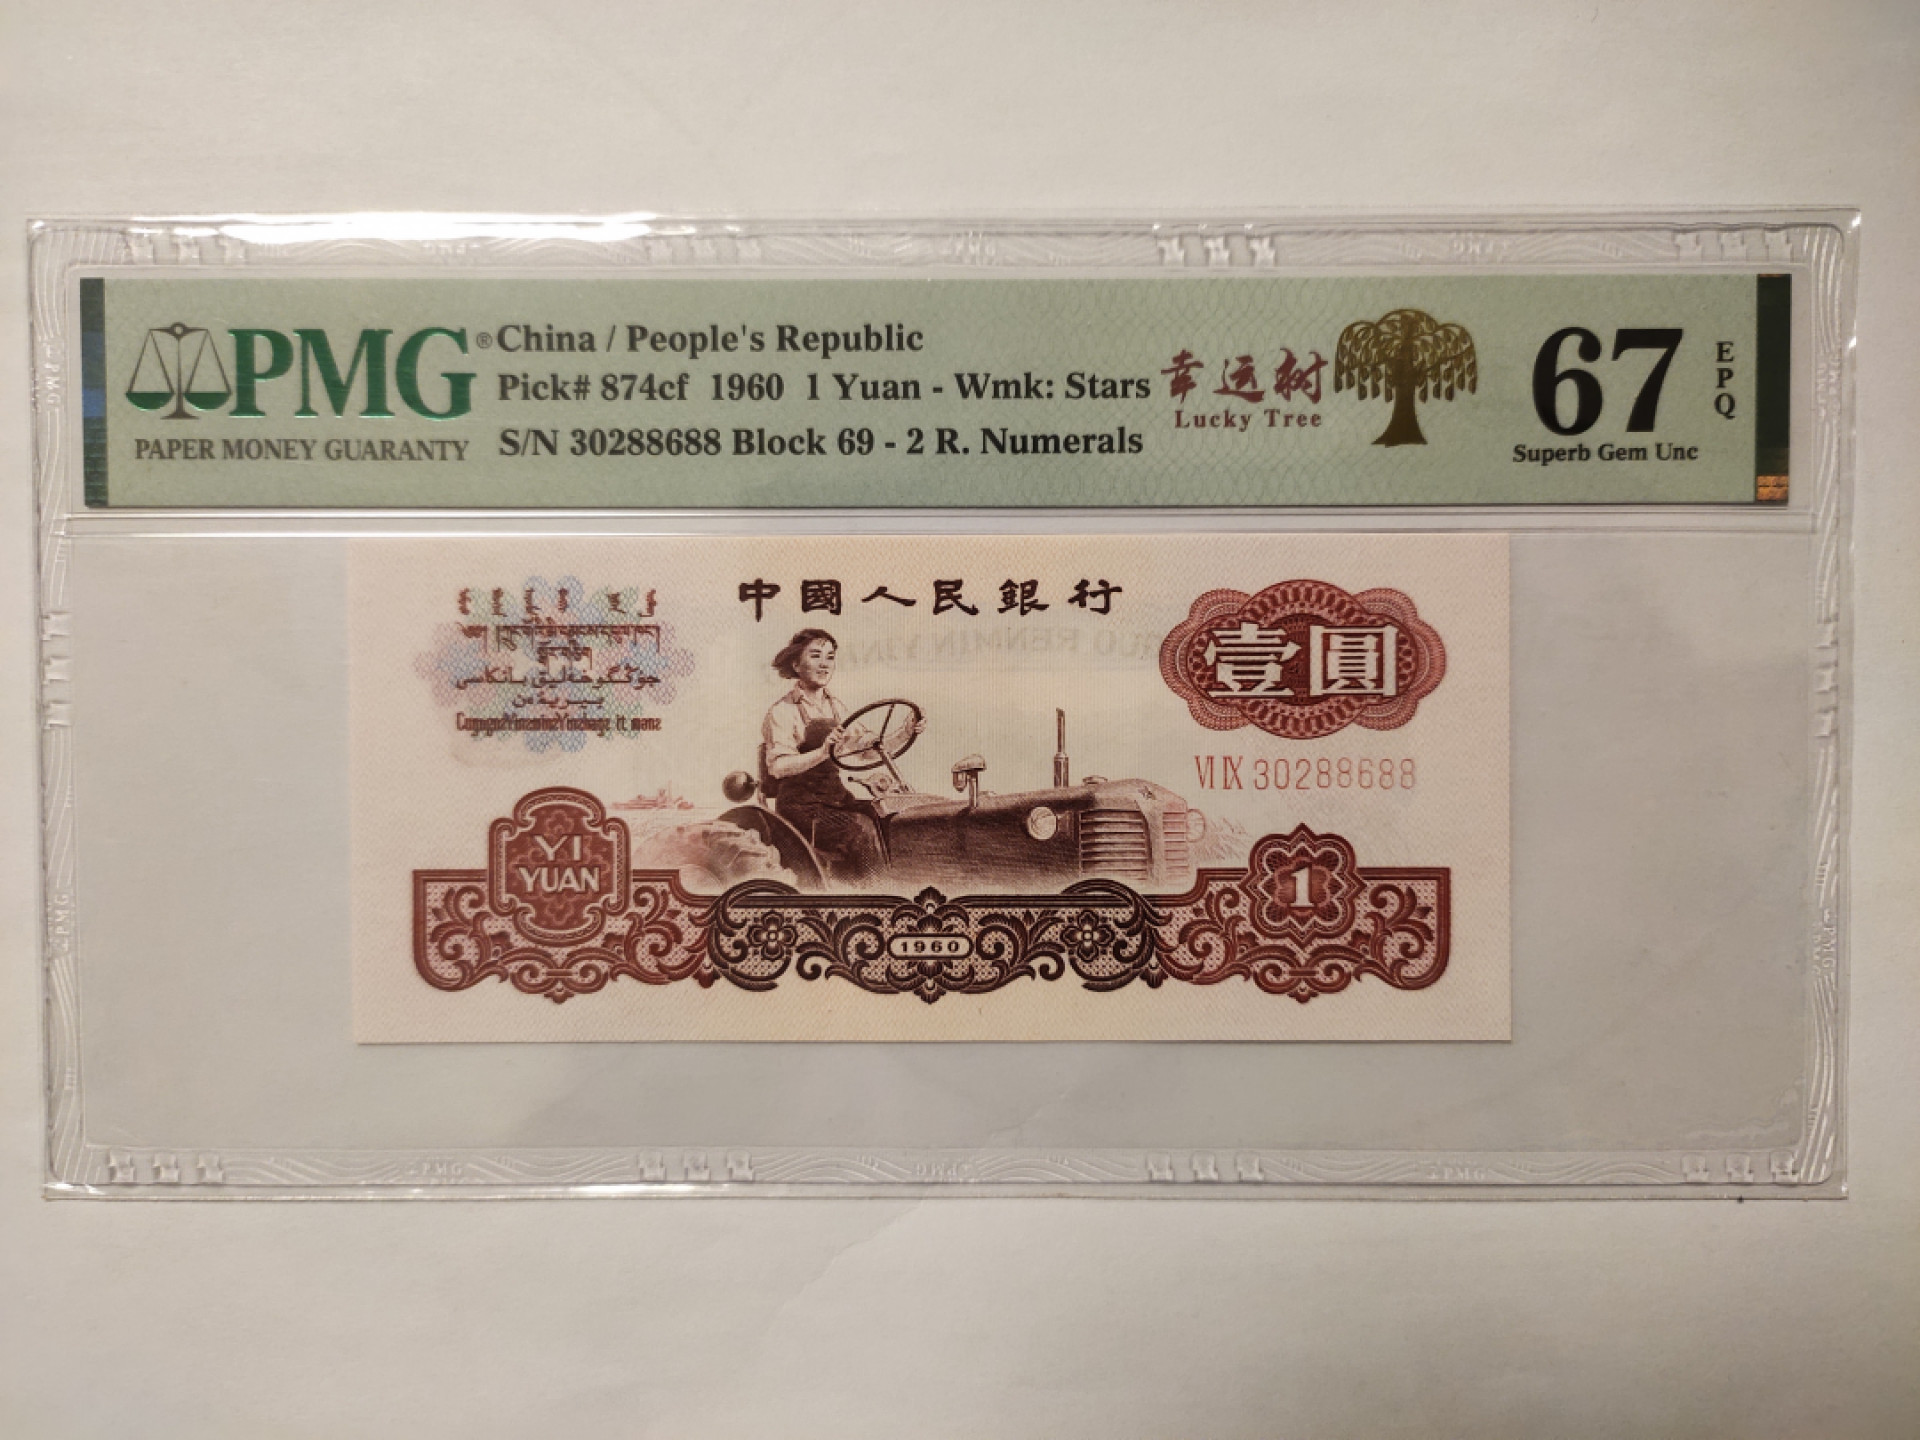 PMG®
PAPER MONEY GUARANTY
China / People's Republic
Pick# 874cf 1960 1 Yuan - Wmk: Stars
S/N 30288688 Block 69 - 2 R. Numerals
幸运树
Lucky Tree
67
EPQ
Superb Gem Unc
中國人民銀行
壹圓
VI IX 30288688
YI
YUAN
1960
1